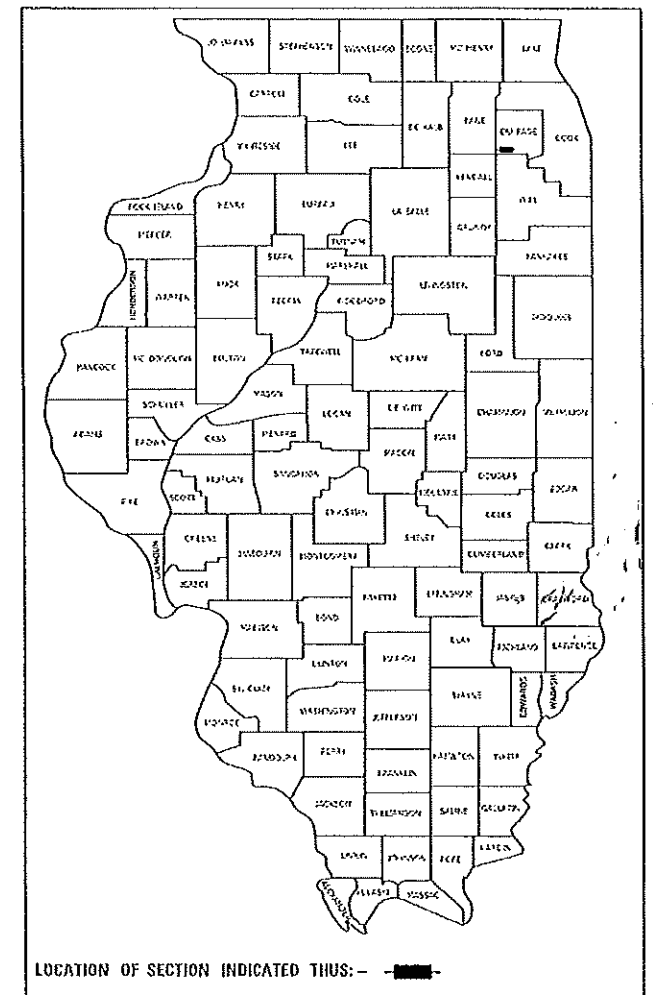 JO DAVIESS STEPHENSON WINNEBAGO BOONE MC HENRY LAKE
CARROLL OGLE
DE KALB KANE DU PAGE COOK
WHITESIDE LEE
KENDALL
ROCK ISLAND HENRY BUREAU LA SALLE WILL
MERCER PUTNAM GRUNDY
STARK MARSHALL KANKAKEE
HENDERSON WARREN KNOX PEORIA WOODFORD LIVINGSTON
IROQUOIS
HANCOCK MC DONOUGH FULTON TAZEWELL MC LEAN FORD
SCHUYLER MASON LOGAN DE WITT CHAMPAIGN VERMILION
ADAMS BROWN CASS MENARD MACON PIATT
PIKE SCOTT MORGAN SANGAMON MOULTRIE DOUGLAS EDGAR
CHRISTIAN COLES
CALHOUN GREENE MACOUPIN MONTGOMERY SHELBY CUMBERLAND CLARK
JERSEY FAYETTE EFFINGHAM JASPER CRAWFORD
MADISON BOND
CLAY RICHLAND LAWRENCE
CLINTON MARION
ST. CLAIR WAYNE EDWARDS WABASH
MONROE WASHINGTON JEFFERSON
RANDOLPH PERRY HAMILTON WHITE
FRANKLIN
JACKSON WILLIAMSON SALINE GALLATIN
UNION JOHNSON POPE HARDIN
ALEXANDER PULASKI MASSAC
LOCATION OF SECTION INDICATED THUS: –